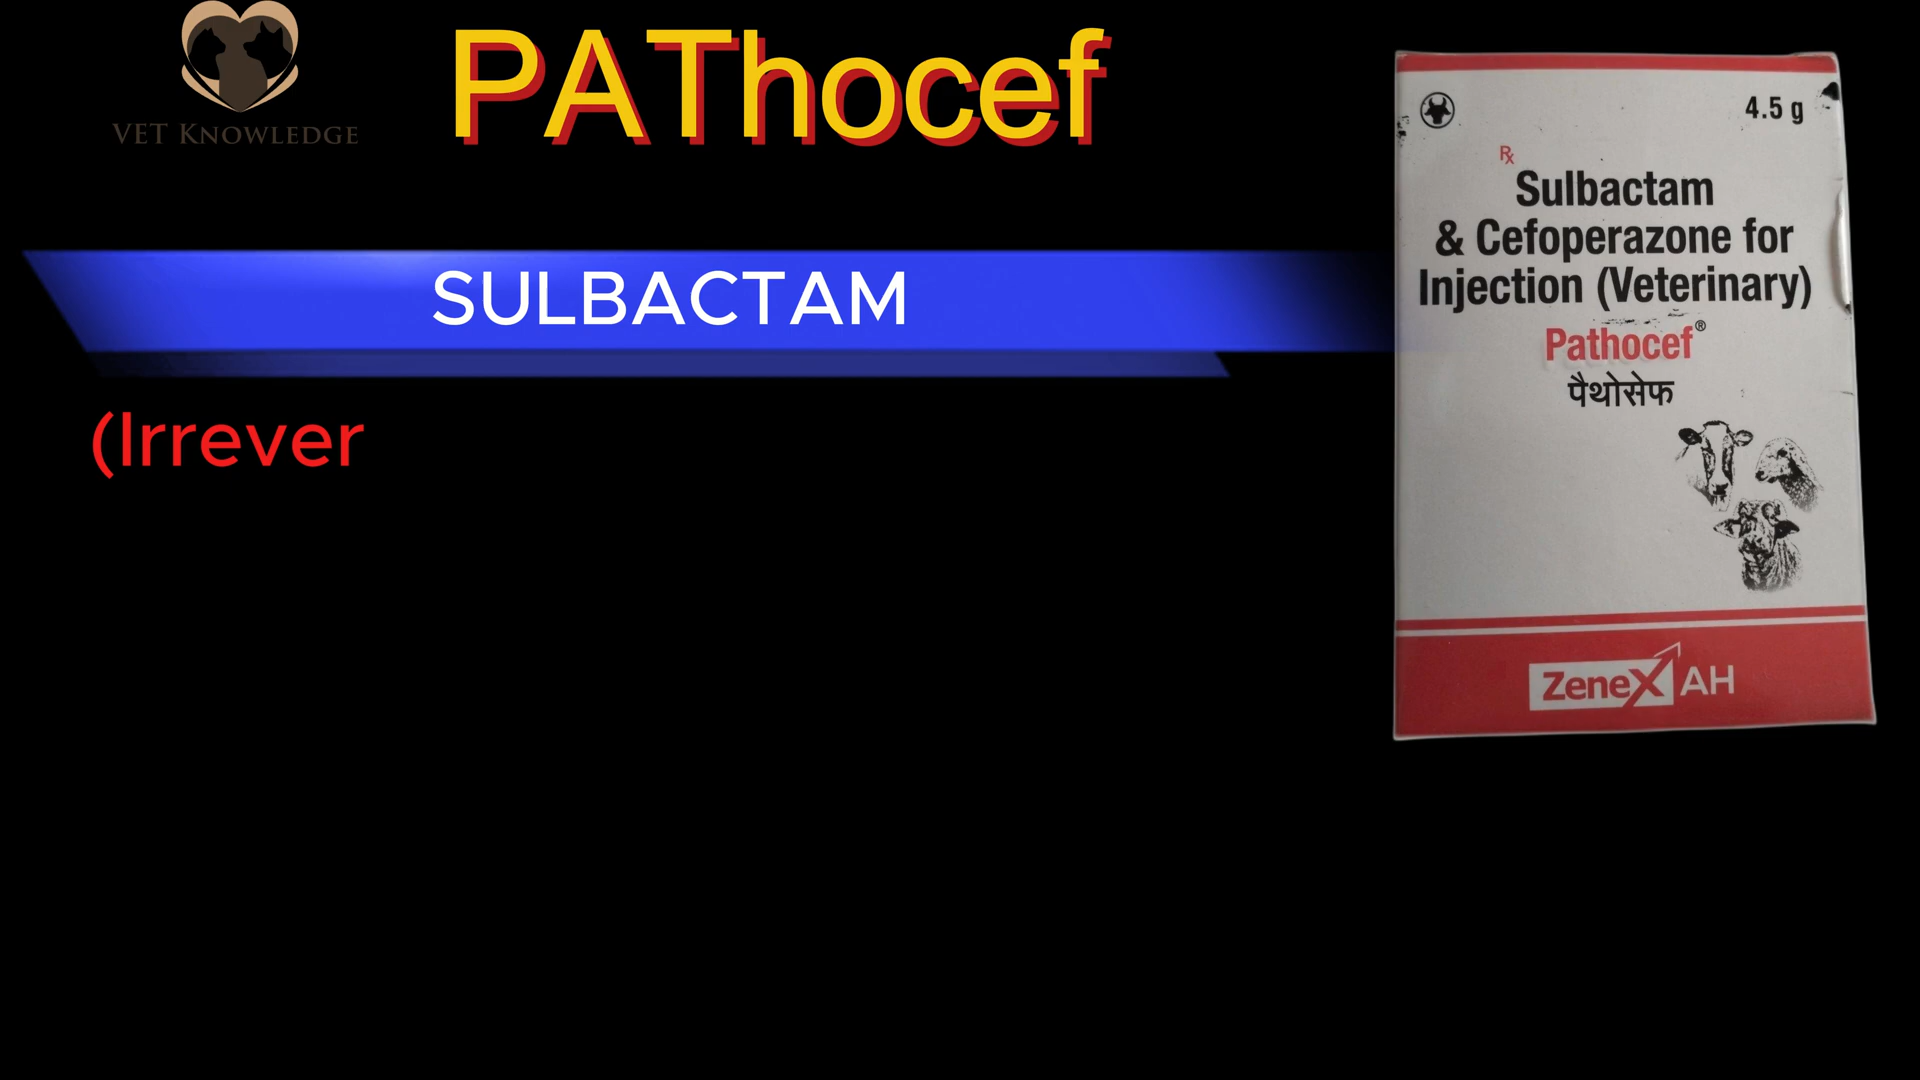 VET KNOWLEDGE
PAThocef
SULBACTAM
(Irrever
4.5 g
Rx
Sulbactam
& Cefoperazone for
Injection (Veterinary)
Pathocef®
पैथोसेफ
ZeneX AH